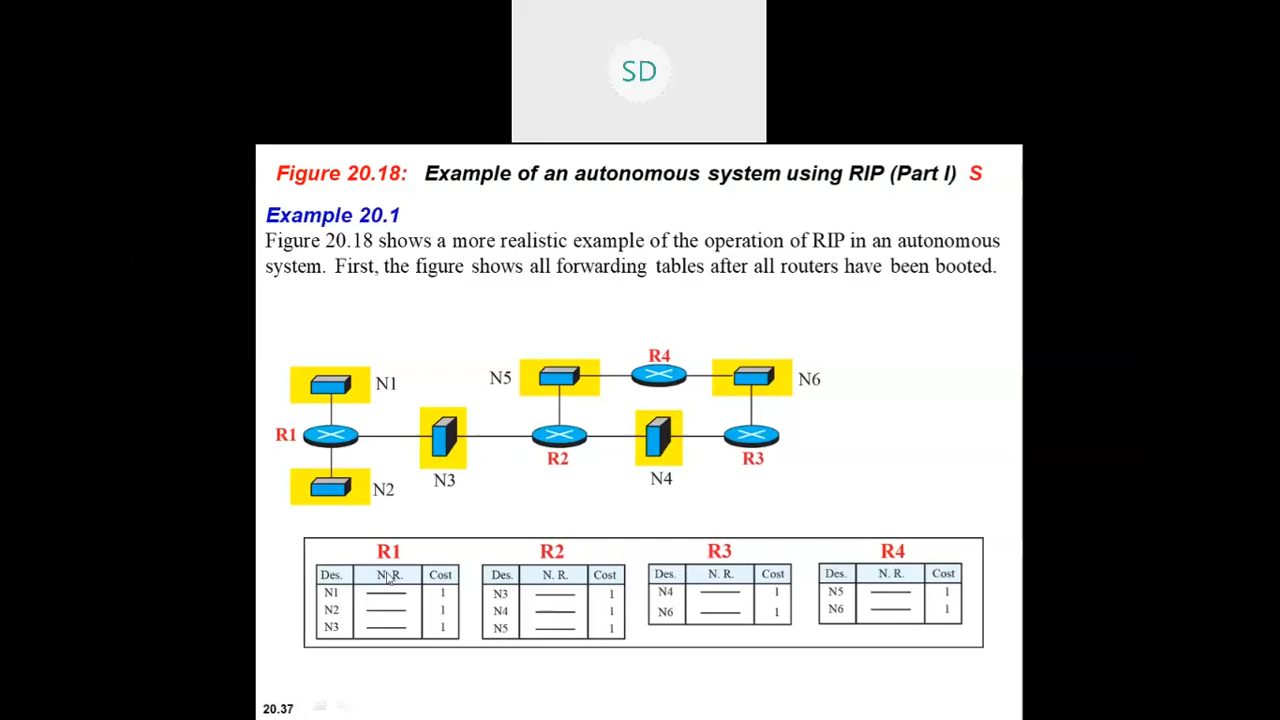 SD
Figure 20.18: Example of an autonomous system using RIP (Part I) S
Example 20.1
Figure 20.18 shows a more realistic example of the operation of RIP in an autonomous
system. First, the figure shows all forwarding tables after all routers have been booted.
R4
N5
N6
N1
R1
R2
R3
N2
N3
N4
R1 R2 R3 R4
Des. N. R. Cost Des. N. R. Cost Des. N. R. Cost Des. N. R. Cost
N1 1 N3 1 N4 1 N5 1
N2 1 N4 1 N6 1 N6 1
N3 1 N5 1
20.37